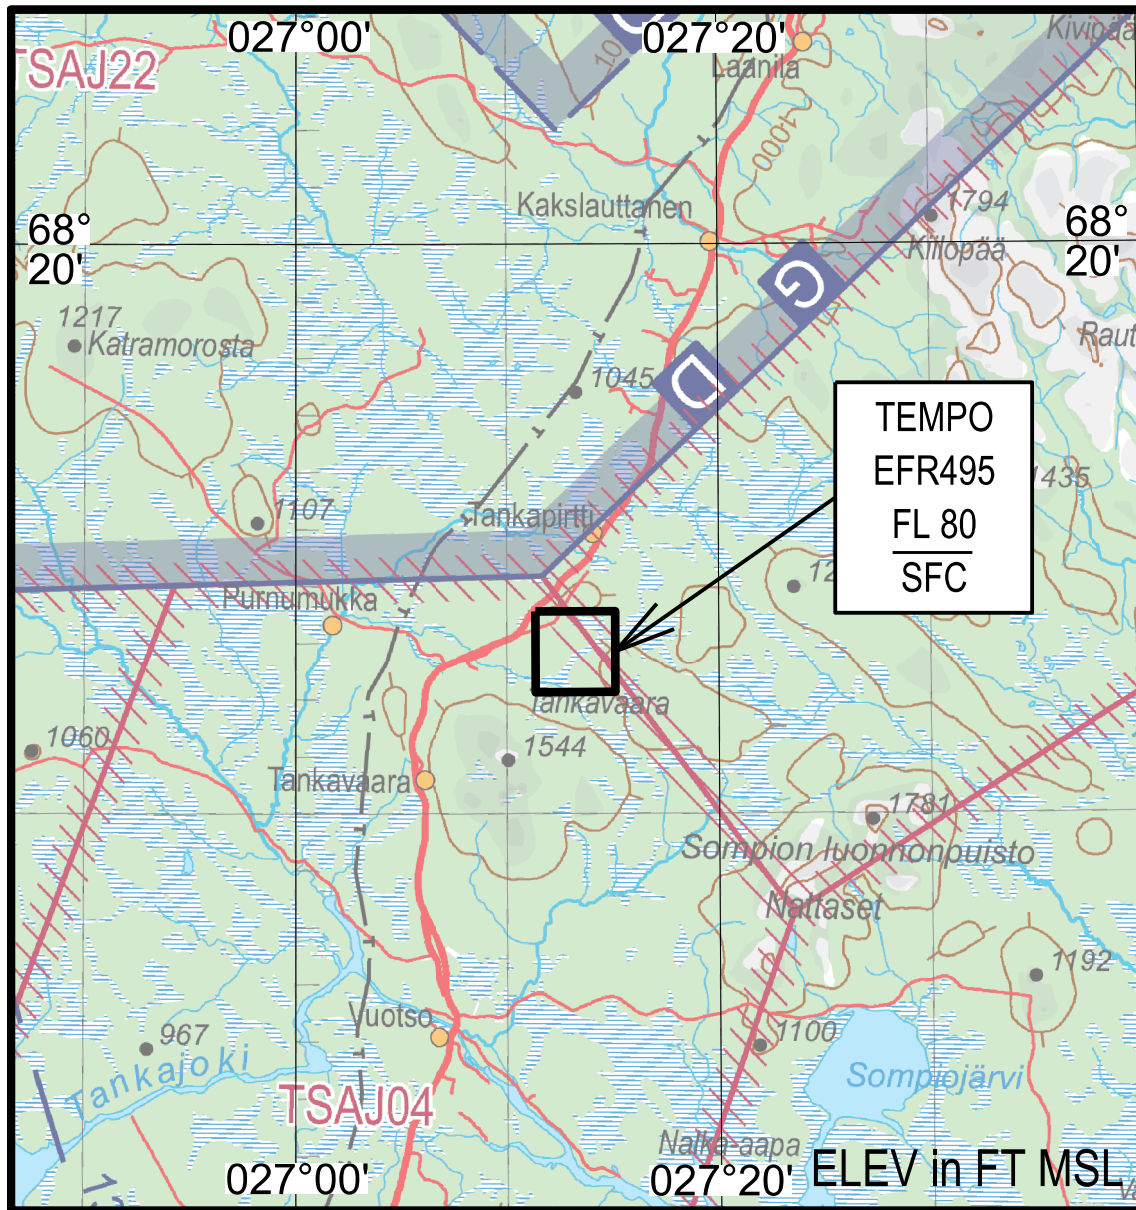 027°00'
027°20'
Kivipää
TSAJ22
Laanila
1000
Kakslauttanen
1794
68°
20'
68°
20'
Kiilopää
G
1217
Katramorosta
Raut
1045
D
TEMPO
EFR495
FL 80
SFC
1435
1107
Tankapirtti
Purnumukka
Tankavaara
1060
1544
Tankavaara
1781
Sompion luonnonpuisto
Nattaset
1192
Vuotso
967
1100
Tankajoki
Sompiojärvi
TSAJ04
Nalka-aapa
027°00'
027°20'
ELEV in FT MSL